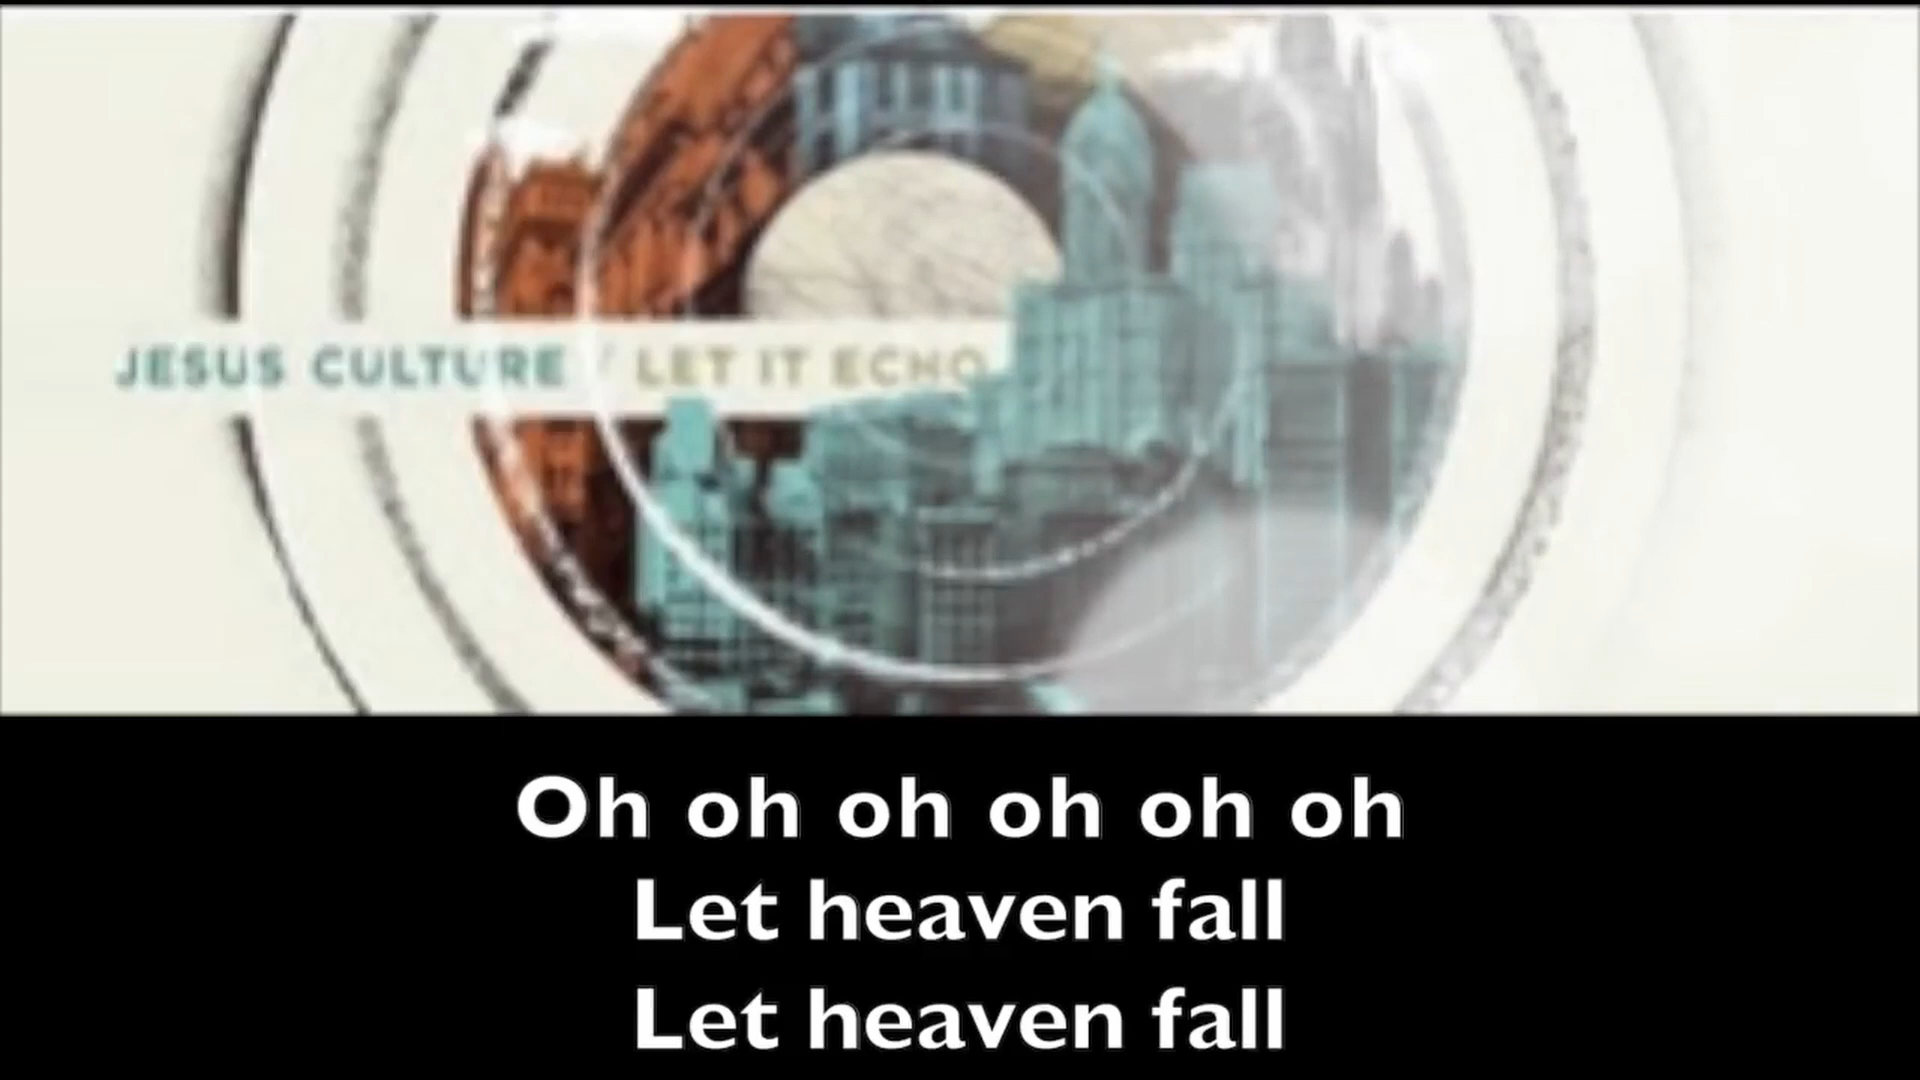 JESUS CULTURE / LET IT ECHO
Oh oh oh oh oh oh
Let heaven fall
Let heaven fall